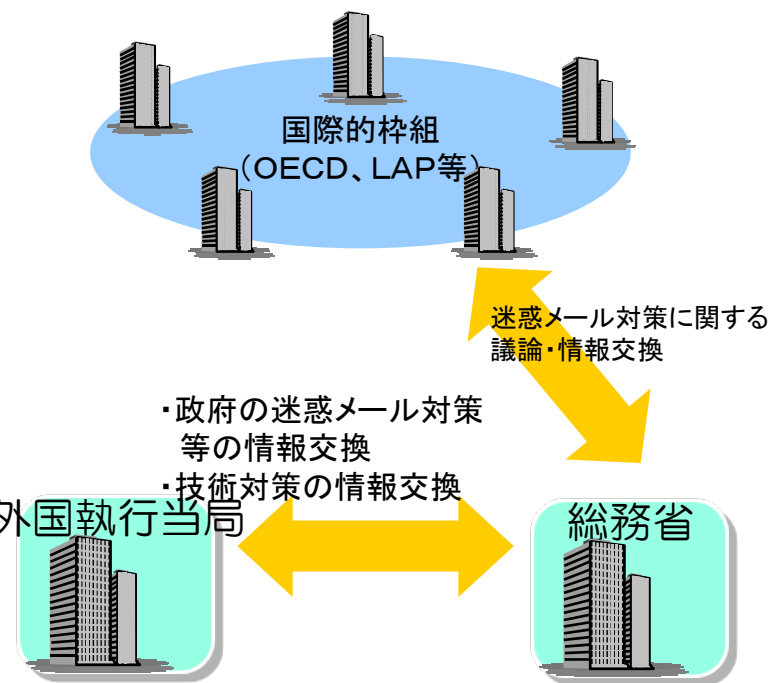 国際的枠組
(OECD、LAP等)
迷惑メール対策に関する
議論・情報交換
・政府の迷惑メール対策
等の情報交換
・技術対策の情報交換
外国執行当局
総務省